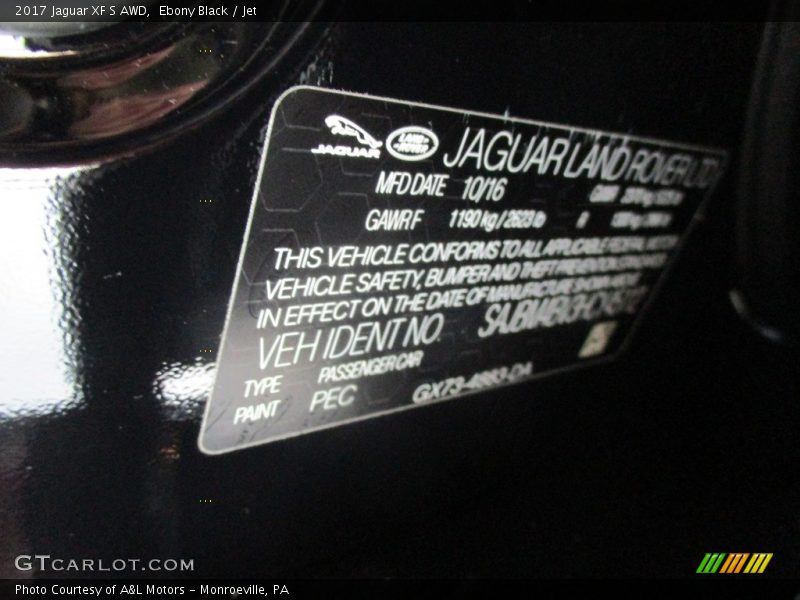 2017 Jaguar XF S AWD, Ebony Black / Jet
JAGUAR LAND ROVER JAGUAR LAND ROVER LTD
MFD DATE 10/16
GAWR F 1190 kg / 2623 lb R
THIS VEHICLE CONFORMS TO ALL APPLICABLE FEDERAL MOTOR
VEHICLE SAFETY, BUMPER AND THEFT PREVENTION STANDARDS
IN EFFECT ON THE DATE OF MANUFACTURE SHOWN ABOVE
VEH IDENT NO.
TYPE PASSENGER CAR
PAINT PEC GX73-4883-DA
GTCARLOT.COM
Photo Courtesy of A&L Motors – Monroeville, PA